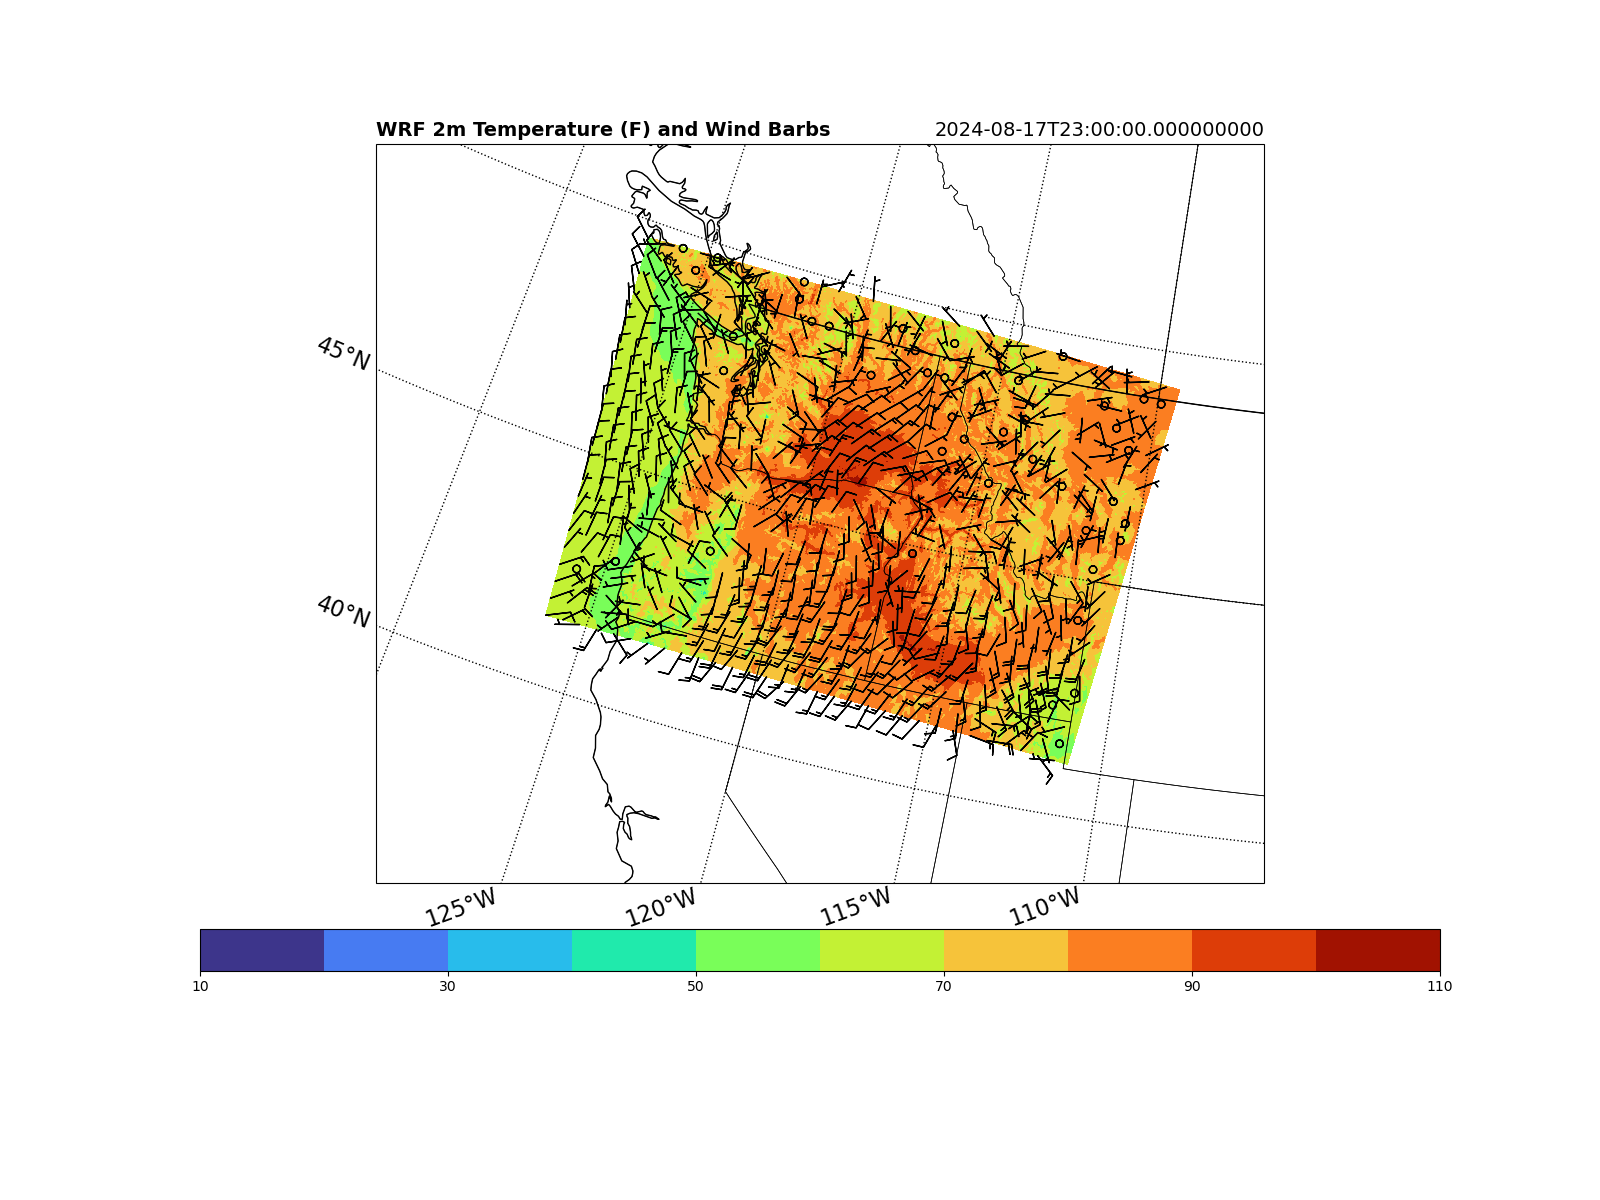 WRF 2m Temperature (F) and Wind Barbs
2024-08-17T23:00:00.000000000
45°N
40°N
125°W
120°W
115°W
110°W
10
30
50
70
90
110